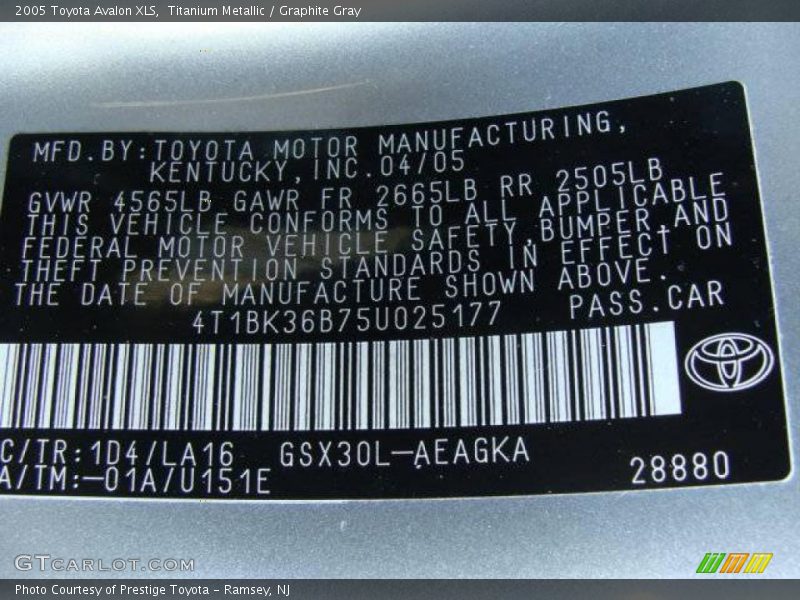 2005 Toyota Avalon XLS,  Titanium Metallic / Graphite Gray
MFD.BY:TOYOTA MOTOR MANUFACTURING,
KENTUCKY,INC.04/05
GVWR 4565LB GAWR FR 2665LB RR 2505LB
THIS VEHICLE CONFORMS TO ALL APPLICABLE
FEDERAL MOTOR VEHICLE SAFETY,BUMPER,AND
THEFT PREVENTION STANDARDS IN EFFECT ON
THE DATE OF MANUFACTURE SHOWN ABOVE.
4T1BK36B75U025177 PASS.CAR
C/TR:1D4/LA16 GSX30L-AEAGKA
A/TM:-01A/U151E 28880
GTCARLOT.COM
Photo Courtesy of Prestige Toyota - Ramsey, NJ